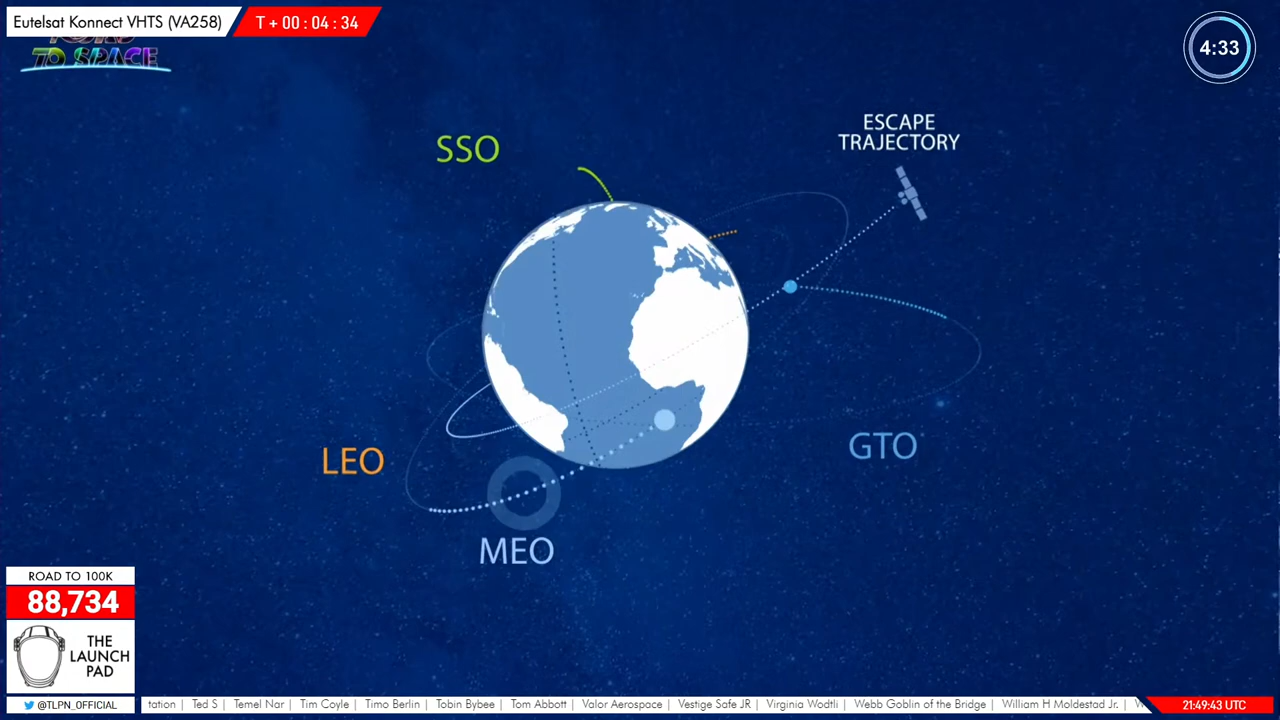 Eutelsat Konnect VHTS (VA258)
T + 00 : 04 : 34
TO SPACE
4:33
ESCAPE
TRAJECTORY
SSO
GTO
LEO
MEO
ROAD TO 100K
88,734
THE
LAUNCH
PAD
@TLPN_OFFICIAL
tation | Ted S | Temel Nar | Tim Coyle | Timo Berlin | Tobin Bybee | Tom Abbott | Valor Aerospace | Vestige Safe JR | Virginia Wodtli | Webb Goblin of the Bridge | William H Moldestad Jr. |
21:49:43 UTC